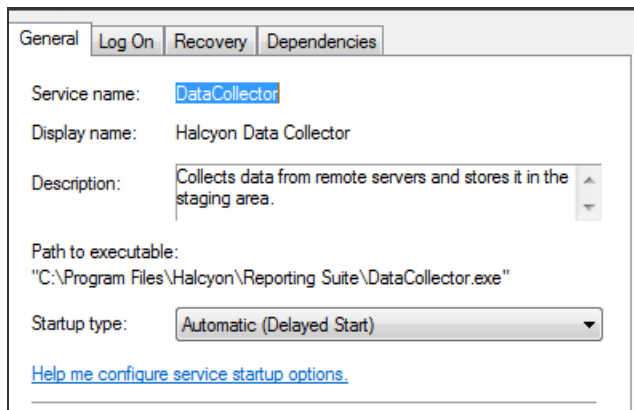 General Log On Recovery Dependencies
Service name: DataCollector
Display name: Halcyon Data Collector
Description: Collects data from remote servers and stores it in the
staging area.
Path to executable:
"C:\Program Files\Halcyon\Reporting Suite\DataCollector.exe"
Startup type: Automatic (Delayed Start)
Help me configure service startup options.